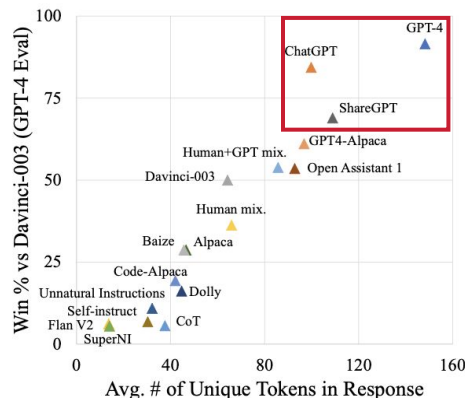 Win % vs Davinci-003 (GPT-4 Eval)
100
75
50
25
0
GPT-4
ChatGPT
ShareGPT
GPT4-Alpaca
Human+GPT mix.
Open Assistant 1
Davinci-003
Human mix.
Baize
Alpaca
Code-Alpaca
Unnatural Instructions
Dolly
Self-instruct
Flan V2
CoT
SuperNI
0 40 80 120 160
Avg. # of Unique Tokens in Response